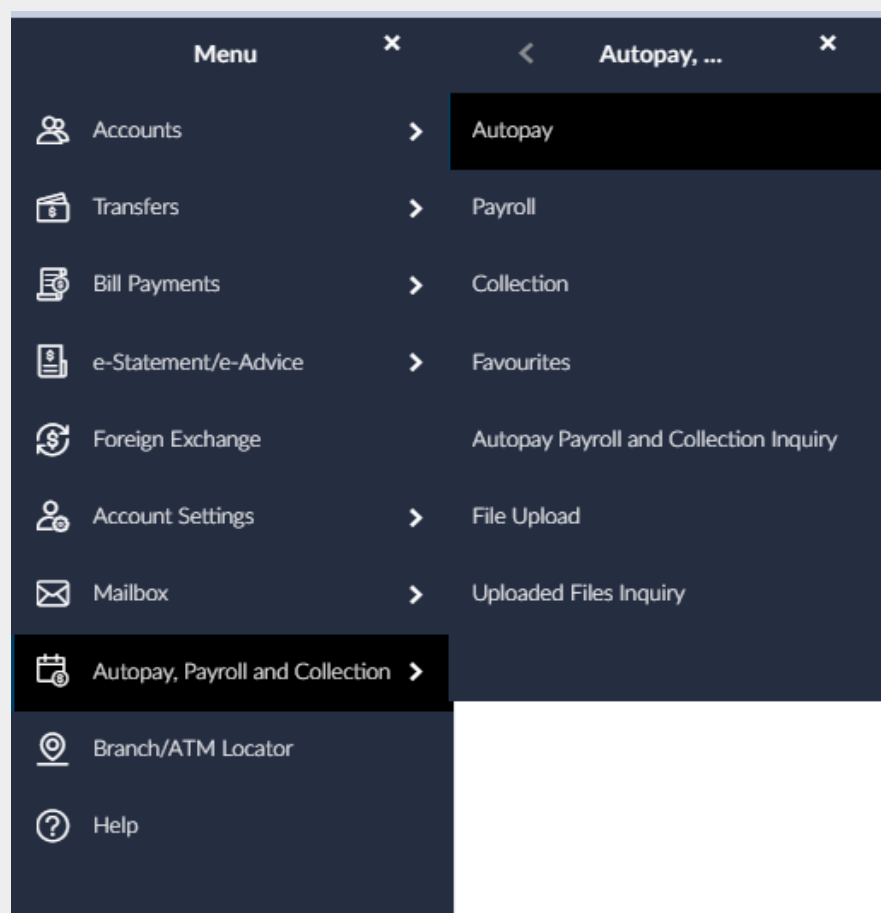 Menu
Accounts
Transfers
Bill Payments
e-Statement/e-Advice
Foreign Exchange
Account Settings
Mailbox
Autopay, Payroll and Collection
Branch/ATM Locator
Help
Autopay, ...
Autopay
Payroll
Collection
Favourites
Autopay Payroll and Collection Inquiry
File Upload
Uploaded Files Inquiry